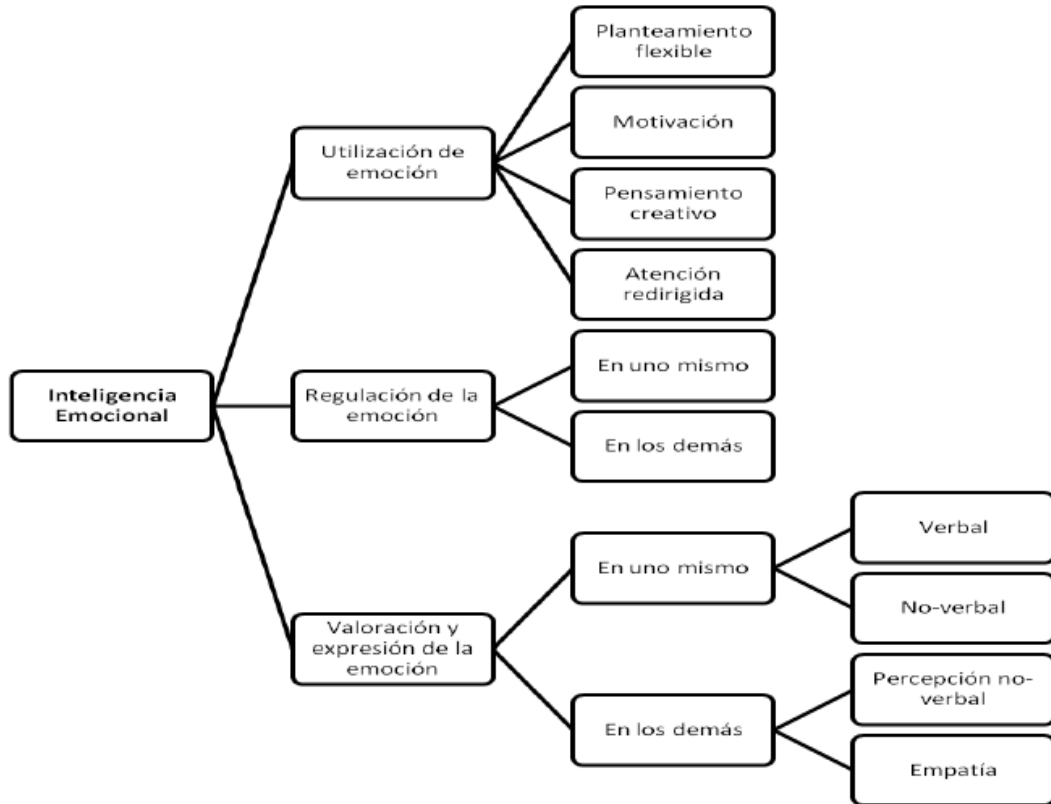 Planteamiento
flexible
Motivación
Utilización de
emoción
Pensamiento
creativo
Atención
redirigida
Inteligencia
Emocional
Regulación de la
emoción
En uno mismo
En los demás
Valoración y
expresión de la
emoción
En uno mismo
Verbal
No-verbal
En los demás
Percepción no-
verbal
Empatía